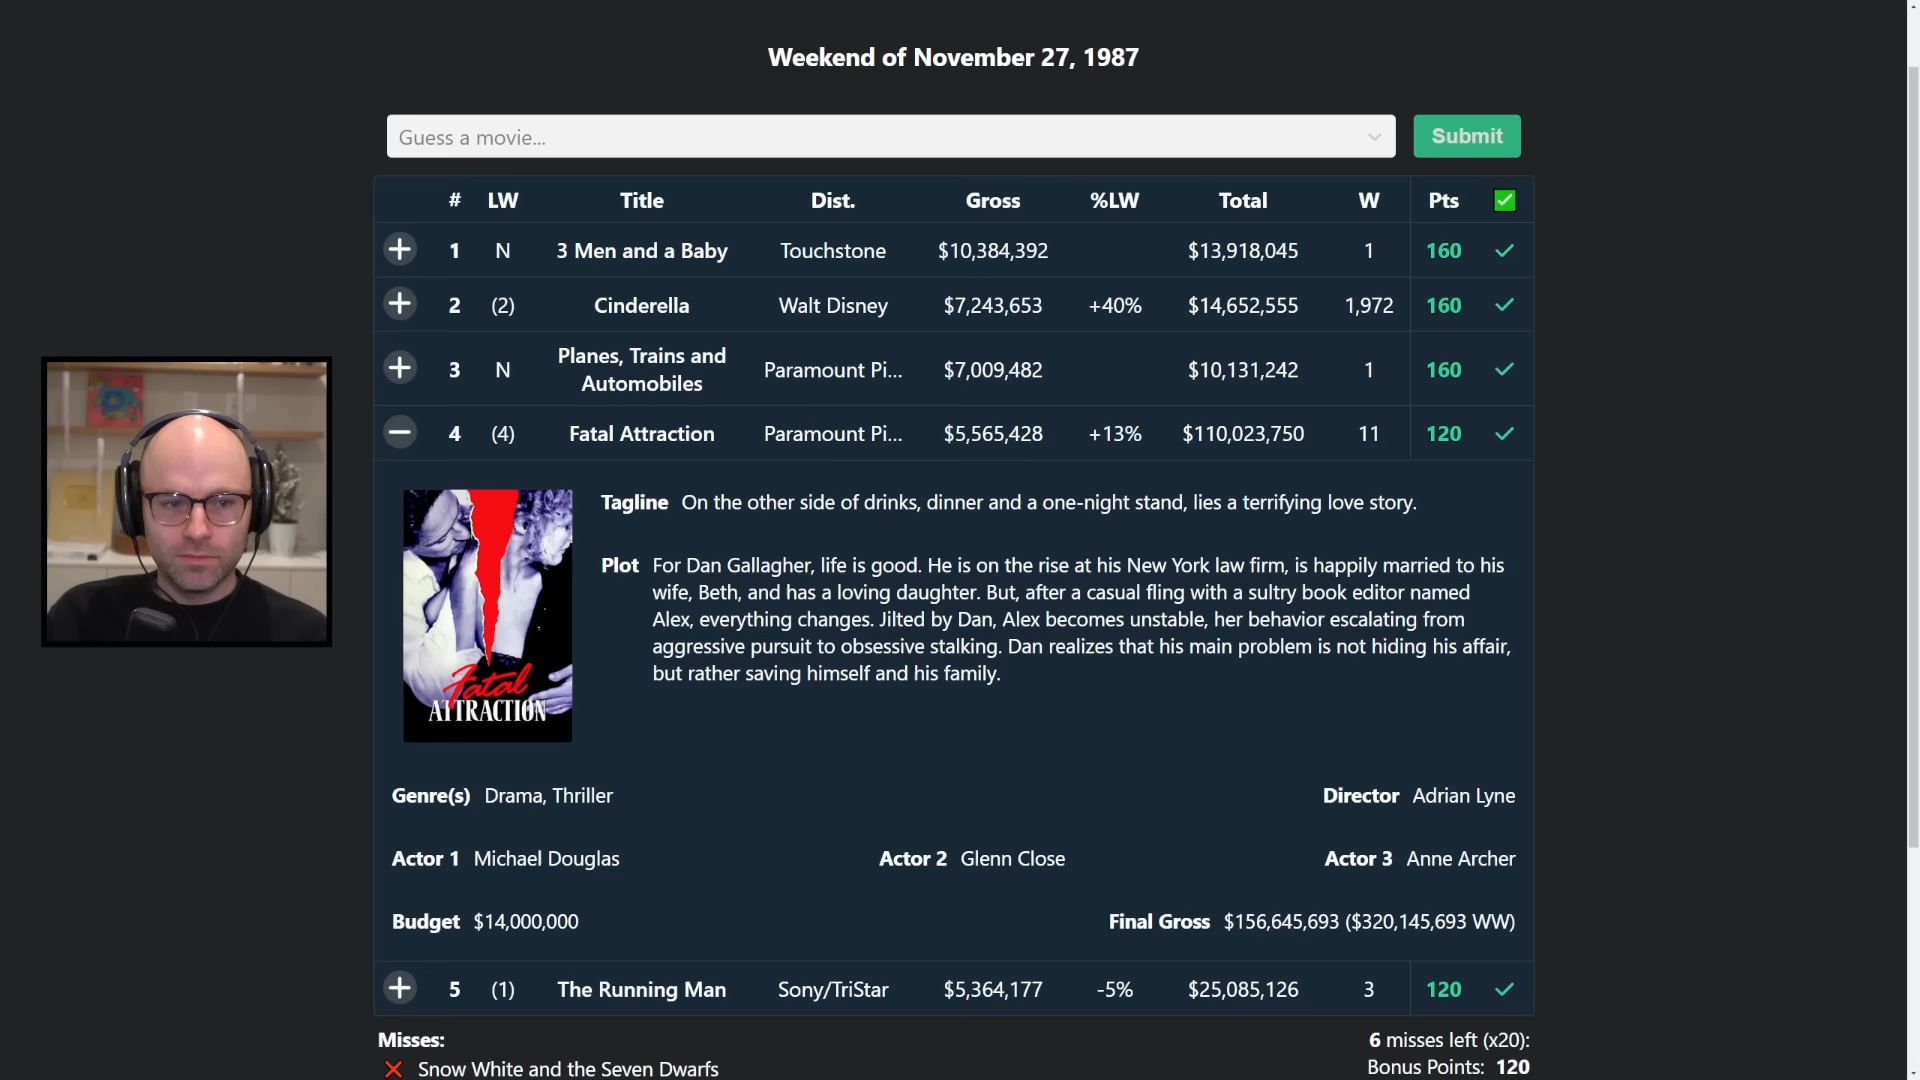 Weekend of November 27, 1987
Guess a movie...
Submit
# LW Title Dist. Gross %LW Total W Pts
1 N 3 Men and a Baby Touchstone $10,384,392 $13,918,045 1 160
2 (2) Cinderella Walt Disney $7,243,653 +40% $14,652,555 1,972 160
3 N Planes, Trains and Automobiles Paramount Pi... $7,009,482 $10,131,242 1 160
4 (4) Fatal Attraction Paramount Pi... $5,565,428 +13% $110,023,750 11 120
Fatal
ATTRACTION
Tagline On the other side of drinks, dinner and a one-night stand, lies a terrifying love story.
Plot For Dan Gallagher, life is good. He is on the rise at his New York law firm, is happily married to his
wife, Beth, and has a loving daughter. But, after a casual fling with a sultry book editor named
Alex, everything changes. Jilted by Dan, Alex becomes unstable, her behavior escalating from
aggressive pursuit to obsessive stalking. Dan realizes that his main problem is not hiding his affair,
but rather saving himself and his family.
Genre(s) Drama, Thriller
Director Adrian Lyne
Actor 1 Michael Douglas
Actor 2 Glenn Close
Actor 3 Anne Archer
Budget $14,000,000
Final Gross $156,645,693 ($320,145,693 WW)
5 (1) The Running Man Sony/TriStar $5,364,177 -5% $25,085,126 3 120
Misses:
Snow White and the Seven Dwarfs
6 misses left (x20):
Bonus Points: 120